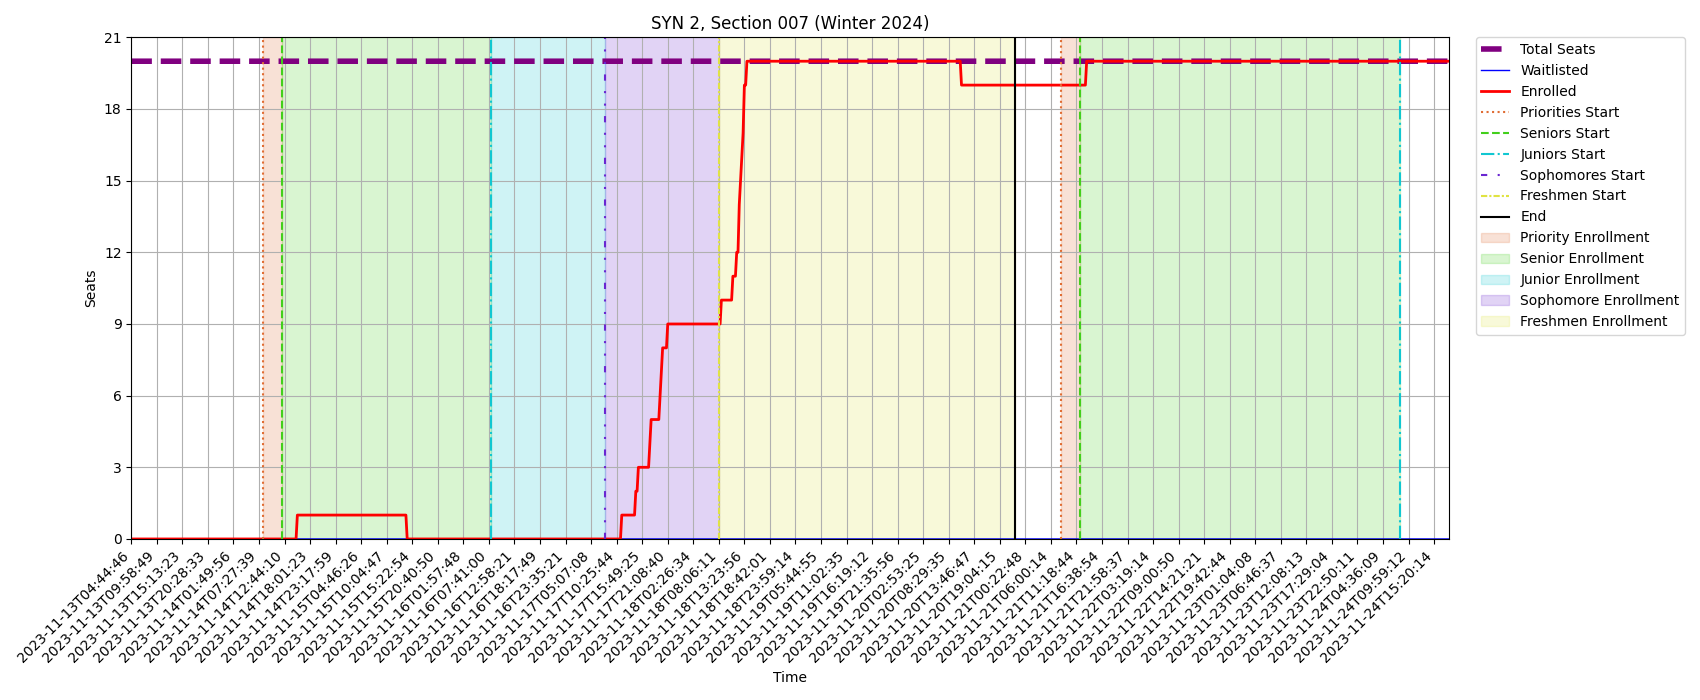 SYN 2, Section 007 (Winter 2024)
Seats
21
18
15
12
9
6
3
0
2023-11-13T04:44:46
2023-11-13T09:58:49
2023-11-13T15:13:23
2023-11-13T20:28:33
2023-11-14T01:49:56
2023-11-14T07:27:39
2023-11-14T12:44:10
2023-11-14T18:01:23
2023-11-14T23:17:59
2023-11-15T04:46:26
2023-11-15T10:04:47
2023-11-15T15:22:54
2023-11-15T20:40:50
2023-11-16T01:57:48
2023-11-16T07:41:00
2023-11-16T12:58:21
2023-11-16T18:17:49
2023-11-16T23:35:21
2023-11-17T05:07:08
2023-11-17T10:25:44
2023-11-17T15:49:25
2023-11-17T21:08:40
2023-11-18T02:26:34
2023-11-18T08:06:11
2023-11-18T13:23:56
2023-11-18T18:42:01
2023-11-18T23:59:14
2023-11-19T05:44:55
2023-11-19T11:02:35
2023-11-19T16:19:12
2023-11-19T21:35:56
2023-11-20T02:53:25
2023-11-20T08:29:35
2023-11-20T13:46:47
2023-11-20T19:04:15
2023-11-21T00:22:48
2023-11-21T06:00:14
2023-11-21T11:18:44
2023-11-21T16:38:54
2023-11-21T21:58:37
2023-11-22T03:19:14
2023-11-22T09:00:50
2023-11-22T14:21:21
2023-11-22T19:42:44
2023-11-23T01:04:08
2023-11-23T06:46:37
2023-11-23T12:08:13
2023-11-23T17:29:04
2023-11-23T22:50:11
2023-11-24T04:36:09
2023-11-24T09:59:12
2023-11-24T15:20:14
Time
Total Seats
Waitlisted
Enrolled
Priorities Start
Seniors Start
Juniors Start
Sophomores Start
Freshmen Start
End
Priority Enrollment
Senior Enrollment
Junior Enrollment
Sophomore Enrollment
Freshmen Enrollment